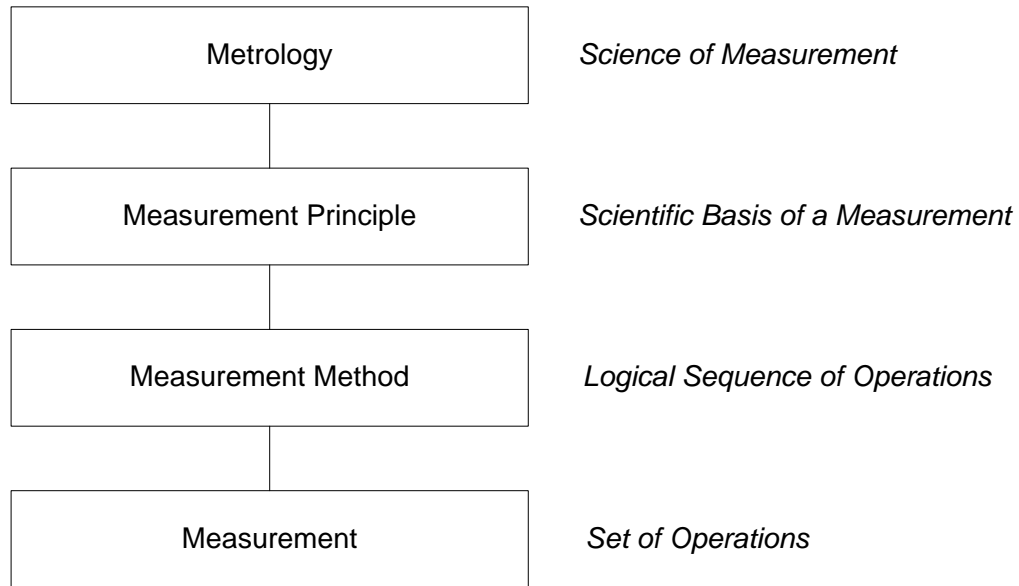 Metrology
Science of Measurement
Measurement Principle
Scientific Basis of a Measurement
Measurement Method
Logical Sequence of Operations
Measurement
Set of Operations